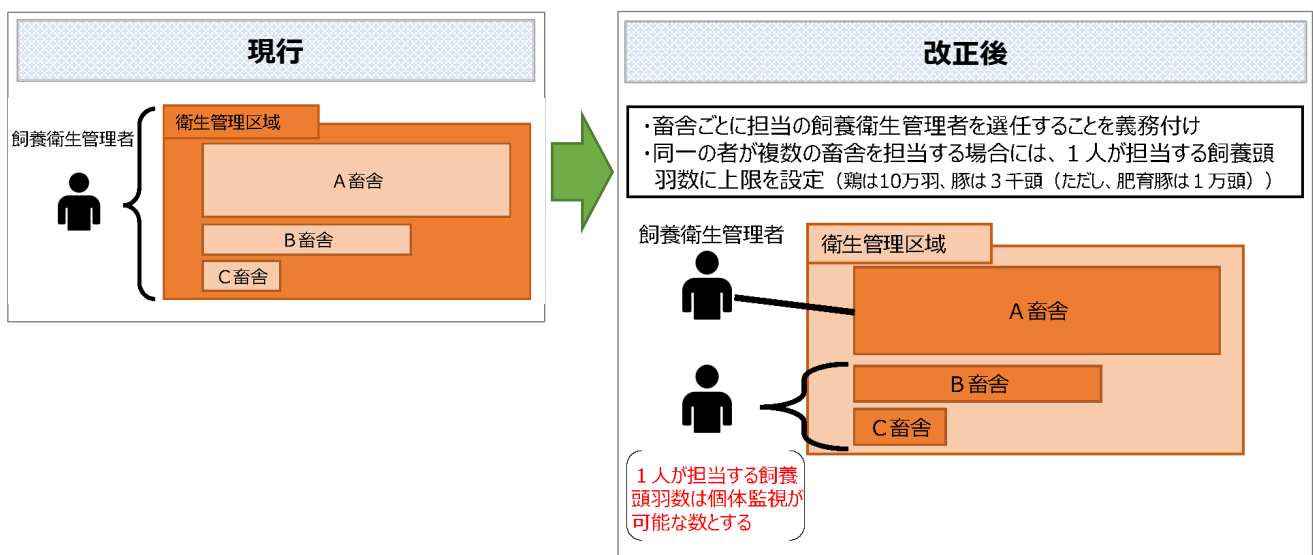 現行
飼養衛生管理者
衛生管理区域
A畜舎
B畜舎
C畜舎
改正後
・畜舎ごとに担当の飼養衛生管理者を選任することを義務付け
・同一の者が複数の畜舎を担当する場合には、1人が担当する飼養頭
羽数に上限を設定（鶏は10万羽、豚は３千頭（ただし、肥育豚は１万頭））
飼養衛生管理者
衛生管理区域
A畜舎
B畜舎
C畜舎
1人が担当する飼養
頭羽数は個体監視が
可能な数とする